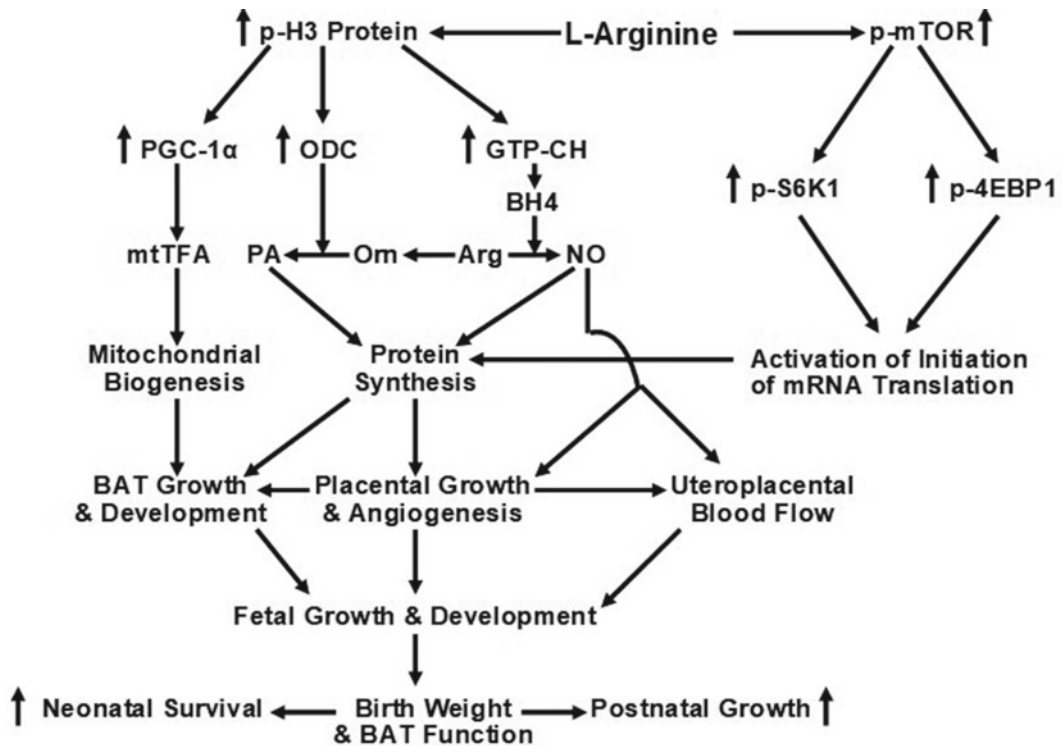 p-H3 Protein
L-Arginine
p-mTOR
PGC-1α
ODC
GTP-CH
p-S6K1
p-4EBP1
BH4
mtTFA
PA
Orn
Arg
NO
Mitochondrial
Biogenesis
Protein
Synthesis
Activation of Initiation
of mRNA Translation
BAT Growth
& Development
Placental Growth
& Angiogenesis
Uteroplacental
Blood Flow
Fetal Growth & Development
Neonatal Survival
Birth Weight
& BAT Function
Postnatal Growth